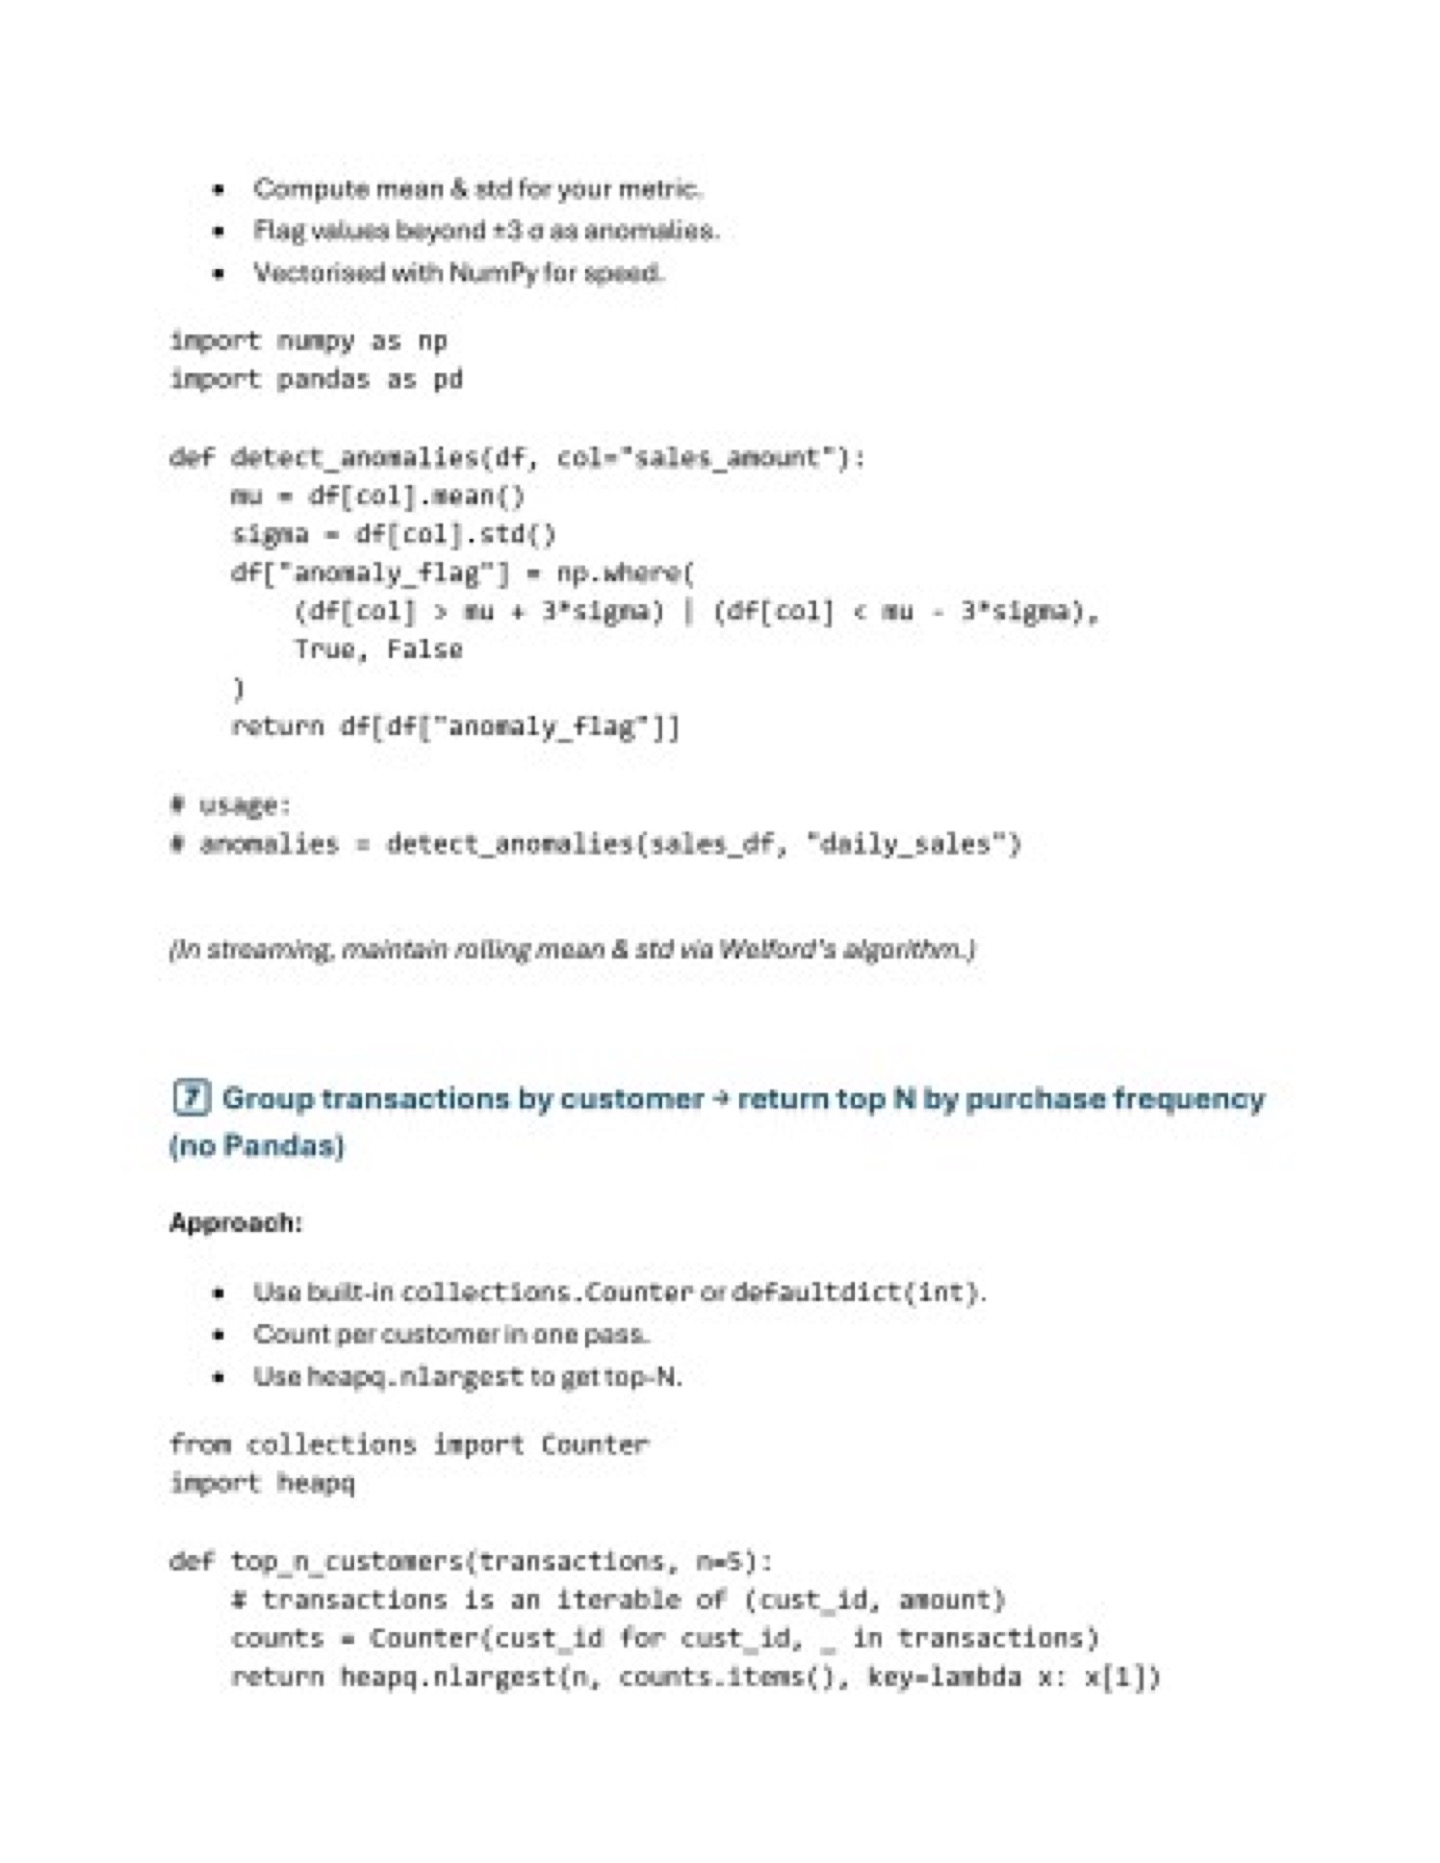 • Compute mean & std for your metric.
• Flag values beyond ±3 σ as anomalies.
• Vectorised with NumPy for speed.
import numpy as np
import pandas as pd
def detect_anomalies(df, col="sales_amount"):
    mu = df[col].mean()
    sigma = df[col].std()
    df["anomaly_flag"] = np.where(
        (df[col] > mu + 3*sigma) | (df[col] < mu - 3*sigma),
        True, False
    )
    return df[df["anomaly_flag"]]
# usage:
# anomalies = detect_anomalies(sales_df, "daily_sales")
(In streaming, maintain rolling mean & std via Welford's algorithm.)
7 Group transactions by customer → return top N by purchase frequency
(no Pandas)
Approach:
• Use built-in collections.Counter or defaultdict(int).
• Count per customer in one pass.
• Use heapq.nlargest to get top-N.
from collections import Counter
import heapq
def top_n_customers(transactions, n=5):
    # transactions is an iterable of (cust_id, amount)
    counts = Counter(cust_id for cust_id, _ in transactions)
    return heapq.nlargest(n, counts.items(), key=lambda x: x[1])